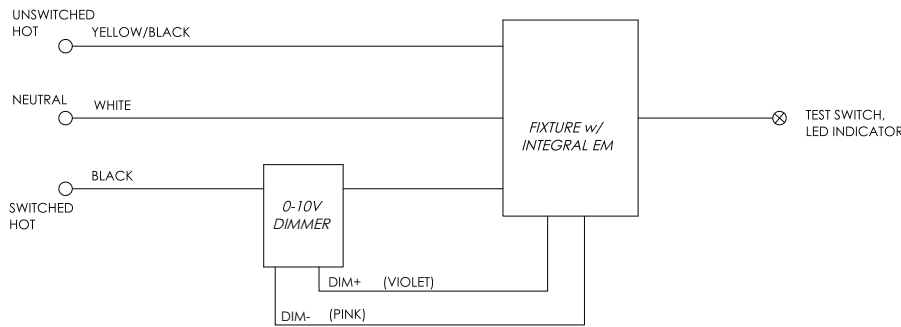 UNSWITCHED
HOT
YELLOW/BLACK
NEUTRAL
WHITE
BLACK
SWITCHED
HOT
0-10V
DIMMER
FIXTURE w/
INTEGRAL EM
TEST SWITCH,
LED INDICATOR
DIM+ (VIOLET)
DIM- (PINK)